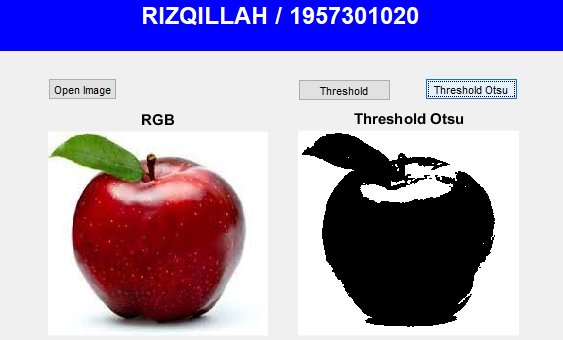 RIZQILLAH / 1957301020
Open Image
Threshold
Threshold Otsu
RGB
Threshold Otsu